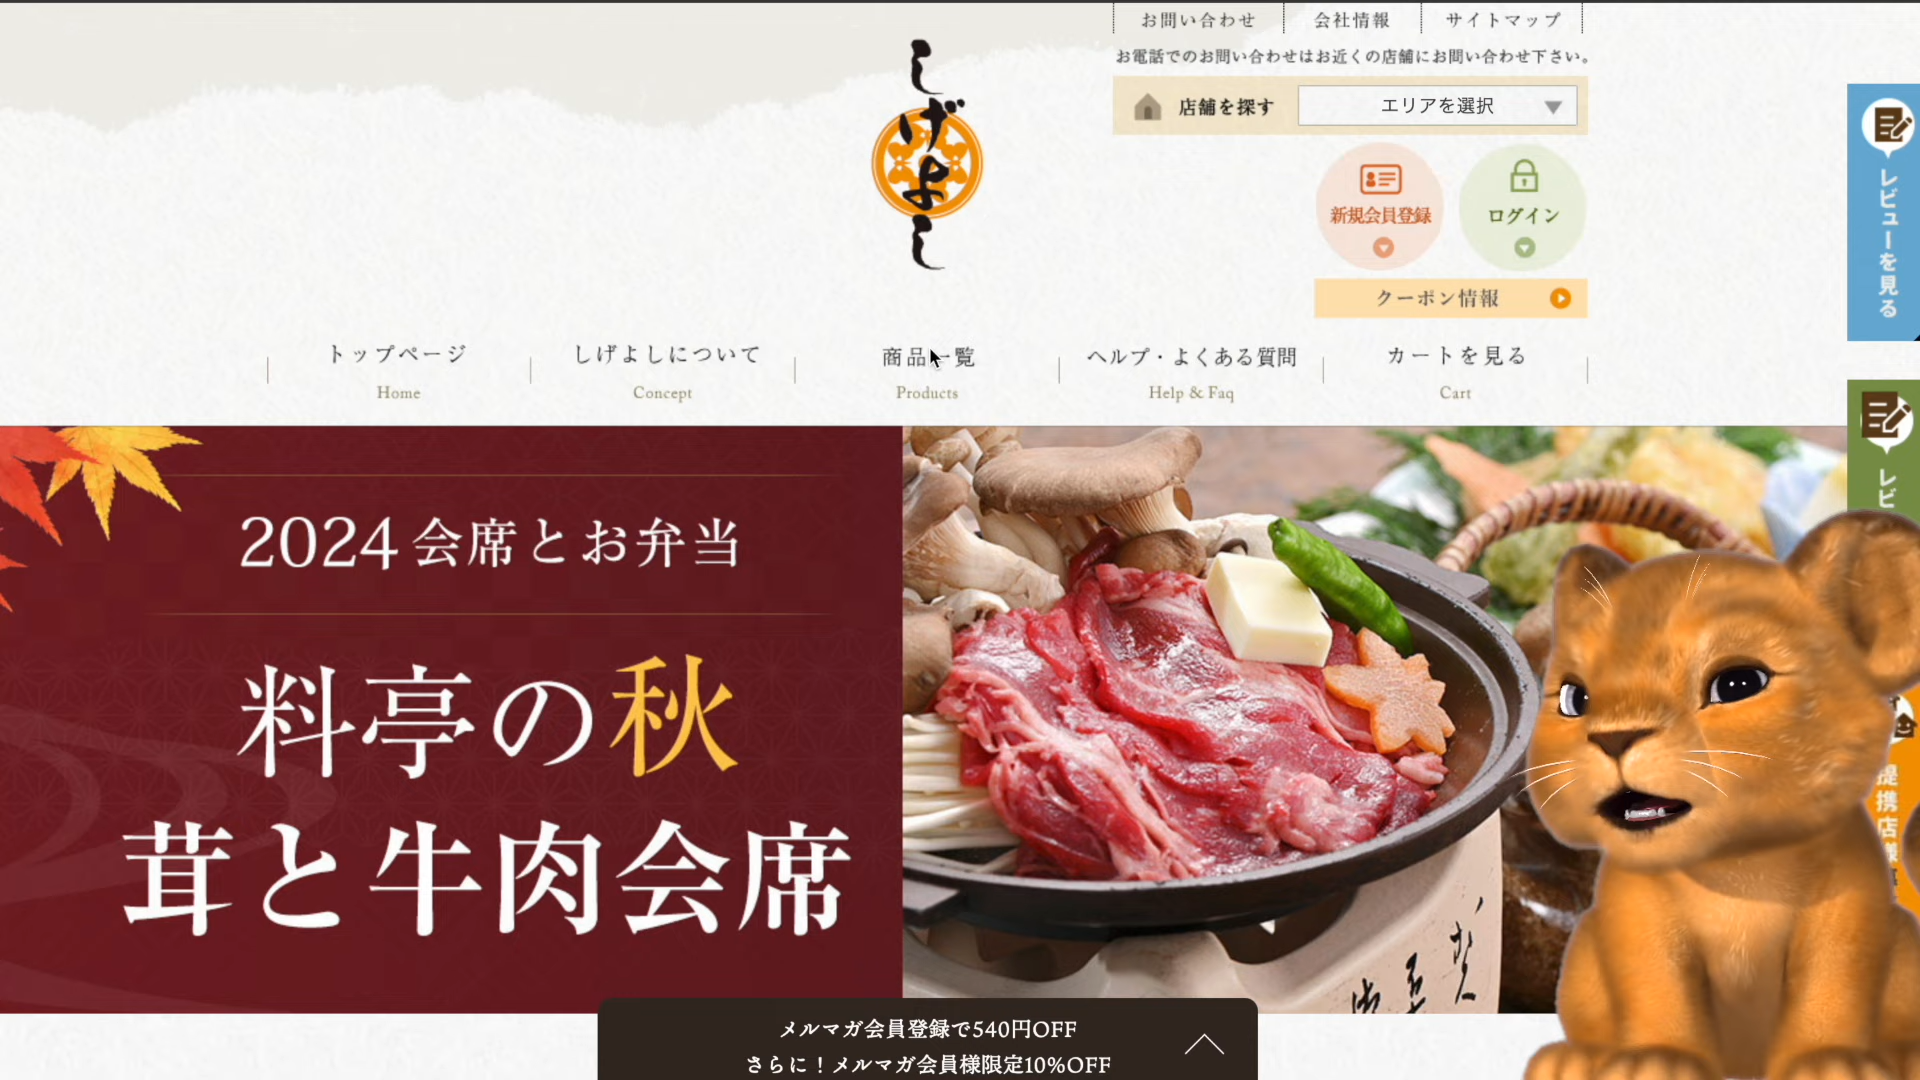 お問い合わせ
会社情報
サイトマップ
お電話でのお問い合わせはお近くの店舗にお問い合わせ下さい。
しげよし
店舗を探す
エリアを選択
新規会員登録
ログイン
クーポン情報
トップページ
Home
しげよしについて
Concept
商品一覧
Products
ヘルプ・よくある質問
Help & Faq
カートを見る
Cart
レビューを見る
レビ
2024会席とお弁当
料亭の秋
茸と牛肉会席
提携店様
メルマガ会員登録で540円OFF
さらに！メルマガ会員様限定10%OFF